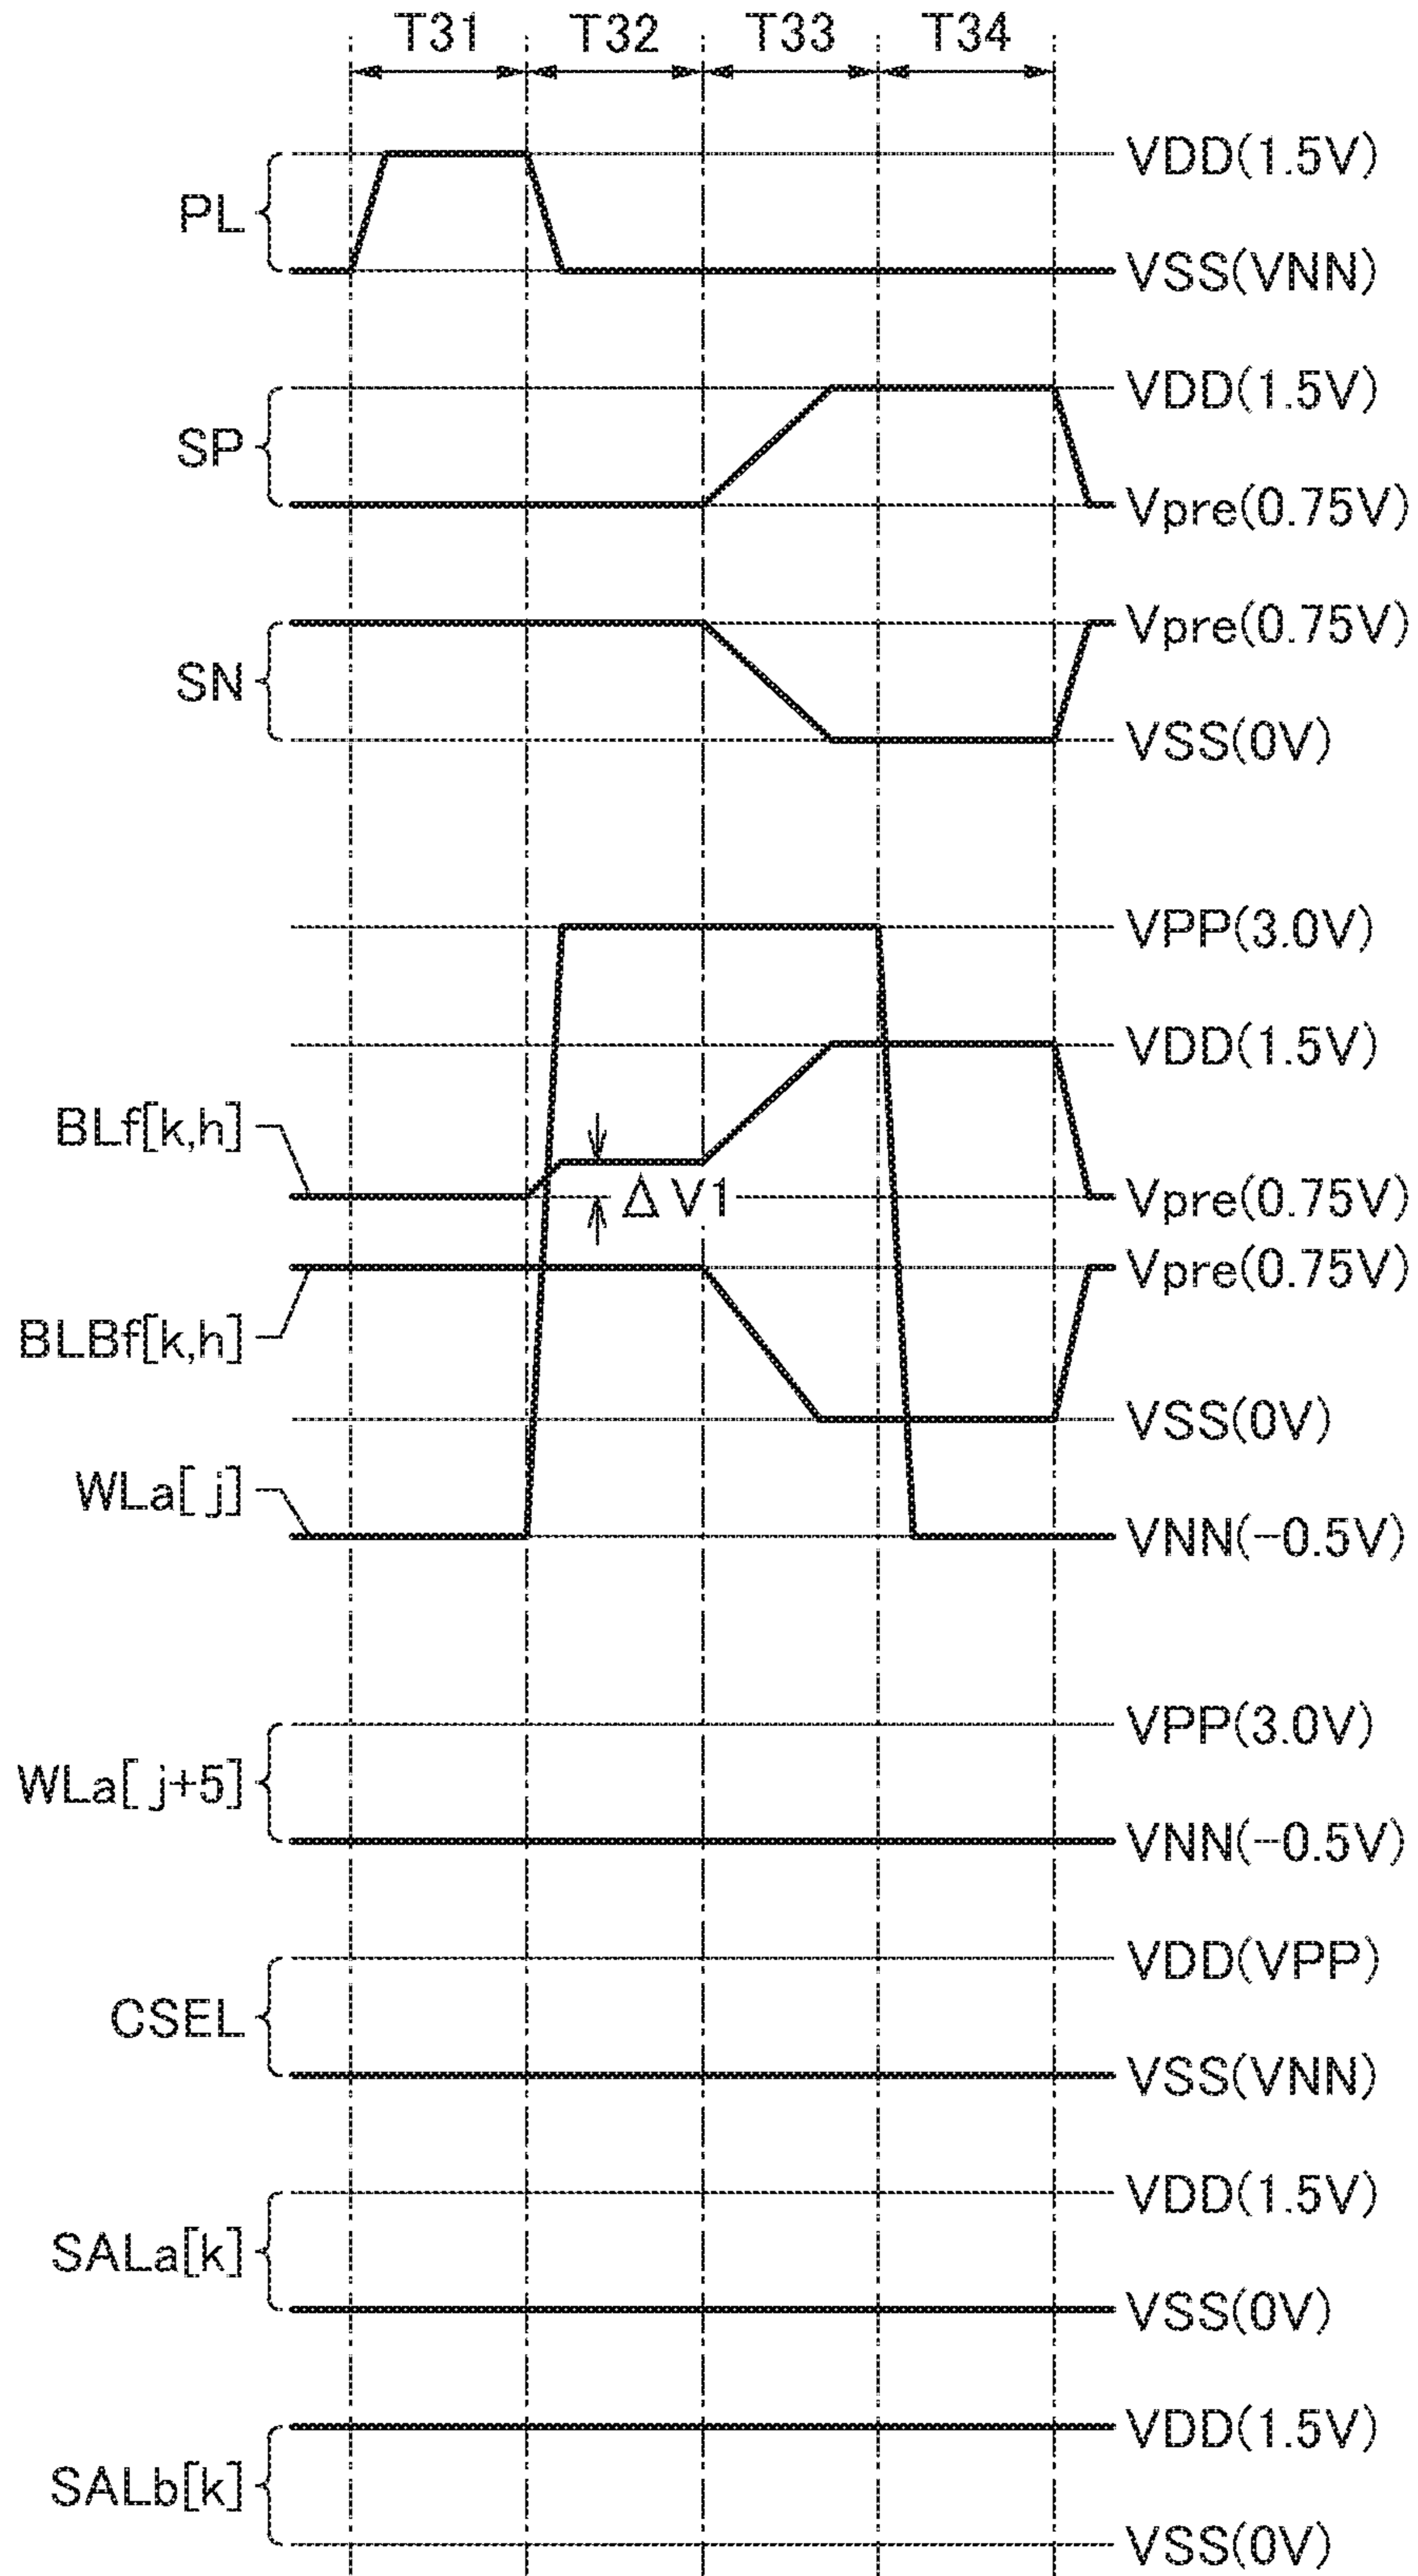 T31 T32 T33 T34
VDD(1.5V)
PL
VSS(VNN)
VDD(1.5V)
SP
Vpre(0.75V)
Vpre(0.75V)
SN
VSS(0V)
VPP(3.0V)
VDD(1.5V)
BLf[k,h]
ΔV1
Vpre(0.75V)
Vpre(0.75V)
BLBf[k,h]
VSS(0V)
WLa[j]
VNN(-0.5V)
VPP(3.0V)
WLa[j+5]
VNN(-0.5V)
VDD(VPP)
CSEL
VSS(VNN)
VDD(1.5V)
SALa[k]
VSS(0V)
VDD(1.5V)
SALb[k]
VSS(0V)